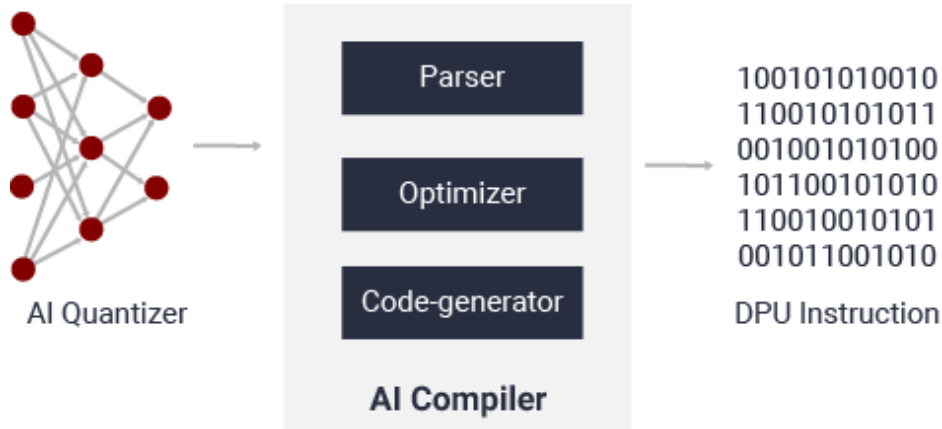 AI Quantizer
Parser
Optimizer
Code-generator
AI Compiler
100101010010
110010101011
001001010100
101100101010
110010010101
001011001010
DPU Instruction